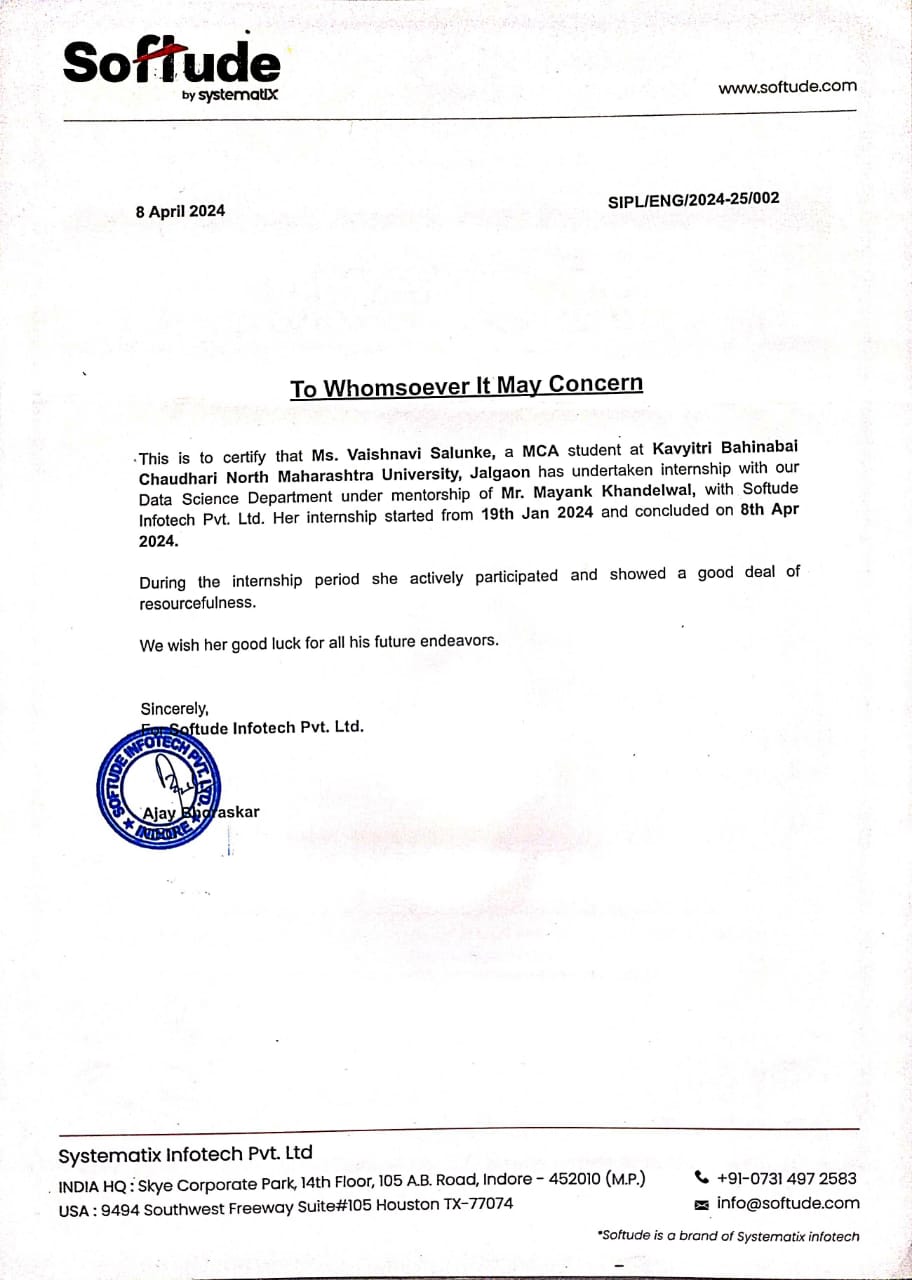 Softude
by systematix
www.softude.com
8 April 2024
SIPL/ENG/2024-25/002
To Whomsoever It May Concern
This is to certify that Ms. Vaishnavi Salunke, a MCA student at Kavyitri Bahinabai
Chaudhari North Maharashtra University, Jalgaon has undertaken internship with our
Data Science Department under mentorship of Mr. Mayank Khandelwal, with Softude
Infotech Pvt. Ltd. Her internship started from 19th Jan 2024 and concluded on 8th Apr
2024.
During the internship period she actively participated and showed a good deal of
resourcefulness.
We wish her good luck for all his future endeavors.
Sincerely,
For Softude Infotech Pvt. Ltd.
SOFTUDE INFOTECH PVT. LTD.
★ INDORE ★
Ajay
Systematix Infotech Pvt. Ltd
INDIA HQ : Skye Corporate Park, 14th Floor, 105 A.B. Road, Indore - 452010 (M.P.)
+91-0731 497 2583
USA : 9494 Southwest Freeway Suite#105 Houston TX-77074
info@softude.com
*Softude is a brand of Systematix infotech